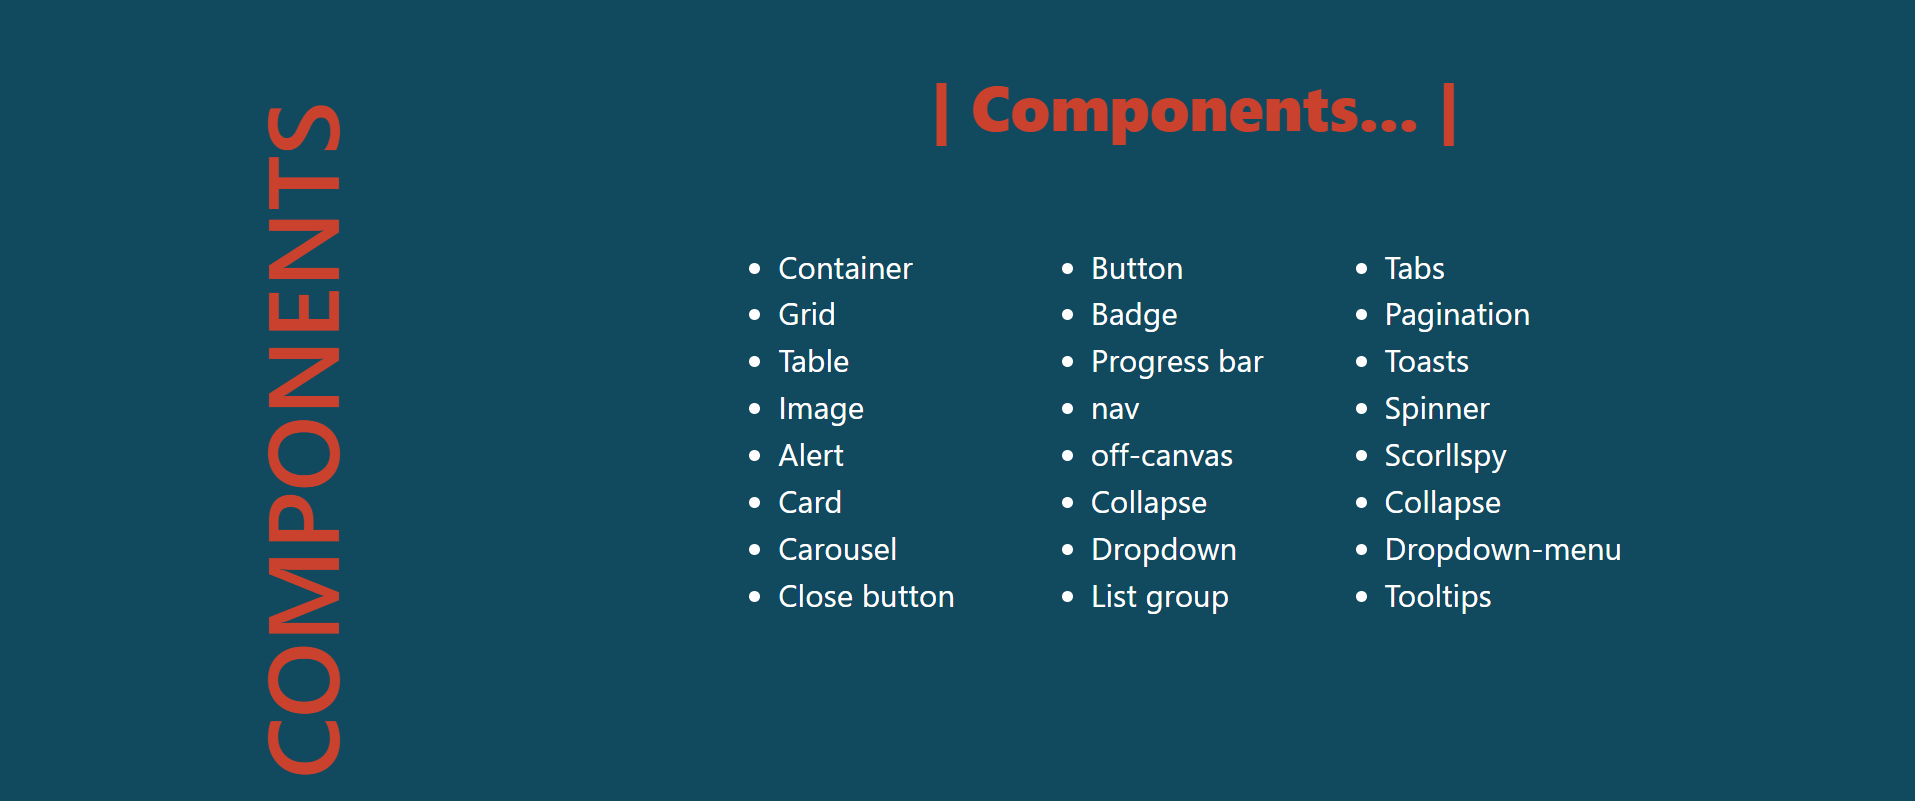 COMPONENTS
| Components... |
• Container
• Grid
• Table
• Image
• Alert
• Card
• Carousel
• Close button
• Button
• Badge
• Progress bar
• nav
• off-canvas
• Collapse
• Dropdown
• List group
• Tabs
• Pagination
• Toasts
• Spinner
• Scorllspy
• Collapse
• Dropdown-menu
• Tooltips